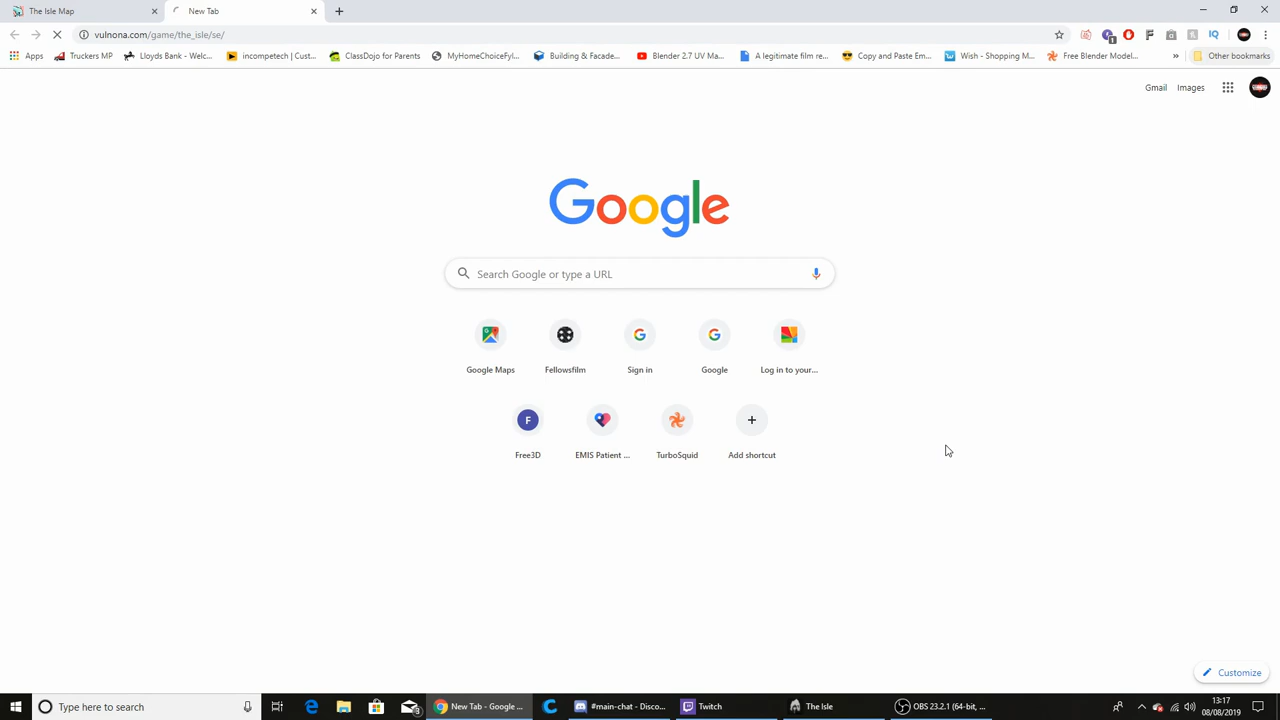 The Isle Map
New Tab
vulnona.com/game/the_isle/se/
Apps
Truckers MP
Lloyds Bank - Welc...
incompetech | Cust...
ClassDojo for Parents
MyHomeChoiceFyl...
Building & Facade...
Blender 2.7 UV Ma...
A legitimate film re...
Copy and Paste Em...
Wish - Shopping M...
Free Blender Model...
»
Other bookmarks
Gmail
Images
Google
Search Google or type a URL
Google Maps
Fellowsfilm
Sign in
Google
Log in to your...
F
Free3D
EMIS Patient ...
TurboSquid
Add shortcut
Customize
Type here to search
New Tab - Google ...
#main-chat - Disco...
Twitch
The Isle
OBS 23.2.1 (64-bit, ...
13:17
08/08/2019